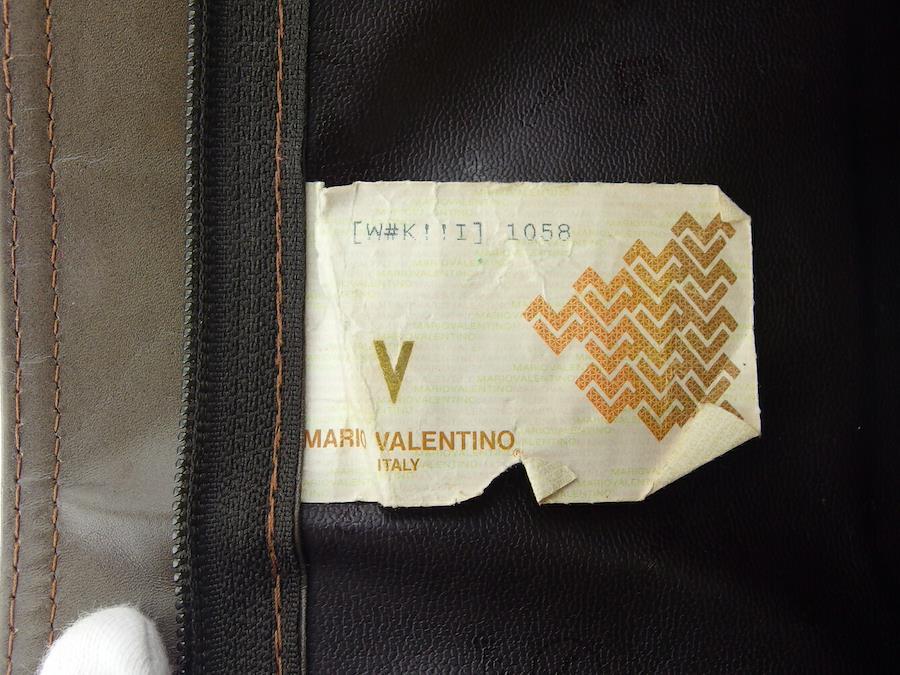 [W#K!!I] 1058
V
MARIO VALENTINO®
ITALY